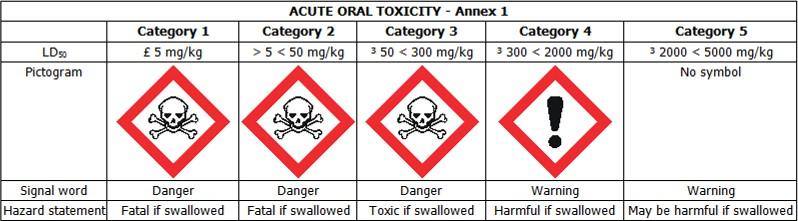 ACUTE ORAL TOXICITY - Annex 1
Category 1 Category 2 Category 3 Category 4 Category 5
LD50 £ 5 mg/kg > 5 < 50 mg/kg ³ 50 < 300 mg/kg ³ 300 < 2000 mg/kg ³ 2000 < 5000 mg/kg
Pictogram No symbol
Signal word Danger Danger Danger Warning Warning
Hazard statement Fatal if swallowed Fatal if swallowed Toxic if swallowed Harmful if swallowed May be harmful if swallowed